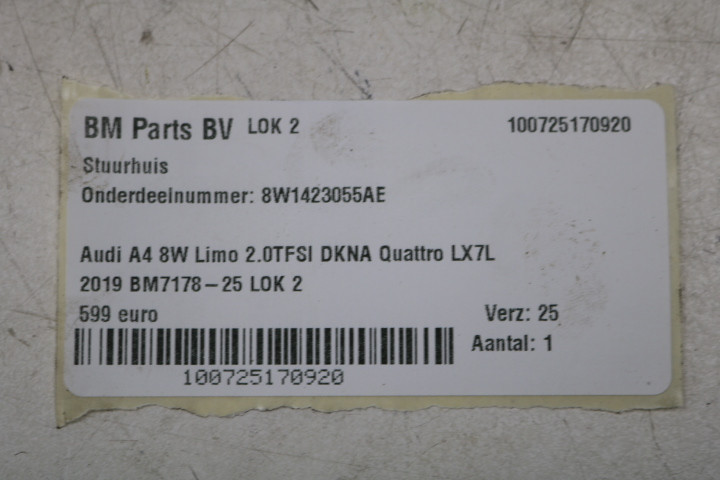 BM Parts BV LOK 2 100725170920
Stuurhuis
Onderdeelnummer: 8W1423055AE
Audi A4 8W Limo 2.0TFSI DKNA Quattro LX7L
2019 BM7178-25 LOK 2
599 euro Verz: 25
Aantal: 1
100725170920